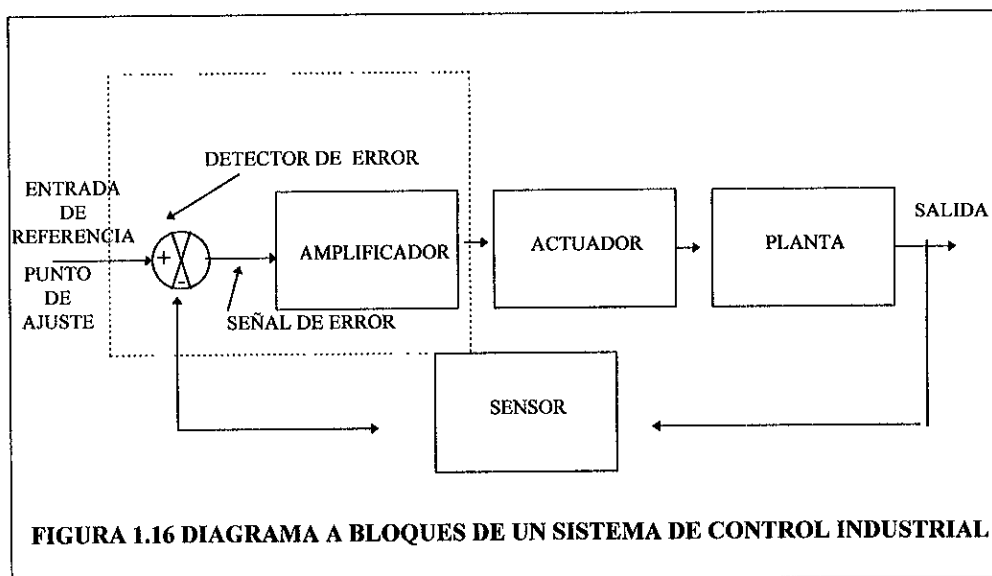 DETECTOR DE ERROR
ENTRADA
DE
REFERENCIA
PUNTO
DE
AJUSTE
+
-
SEÑAL DE ERROR
AMPLIFICADOR
ACTUADOR
PLANTA
SALIDA
SENSOR
FIGURA 1.16 DIAGRAMA A BLOQUES DE UN SISTEMA DE CONTROL INDUSTRIAL